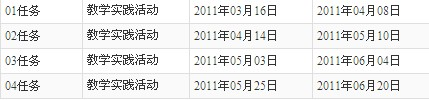 01任务 教学实践活动 2011年03月16日 2011年04月08日
02任务 教学实践活动 2011年04月14日 2011年05月10日
03任务 教学实践活动 2011年05月03日 2011年06月04日
04任务 教学实践活动 2011年05月25日 2011年06月20日